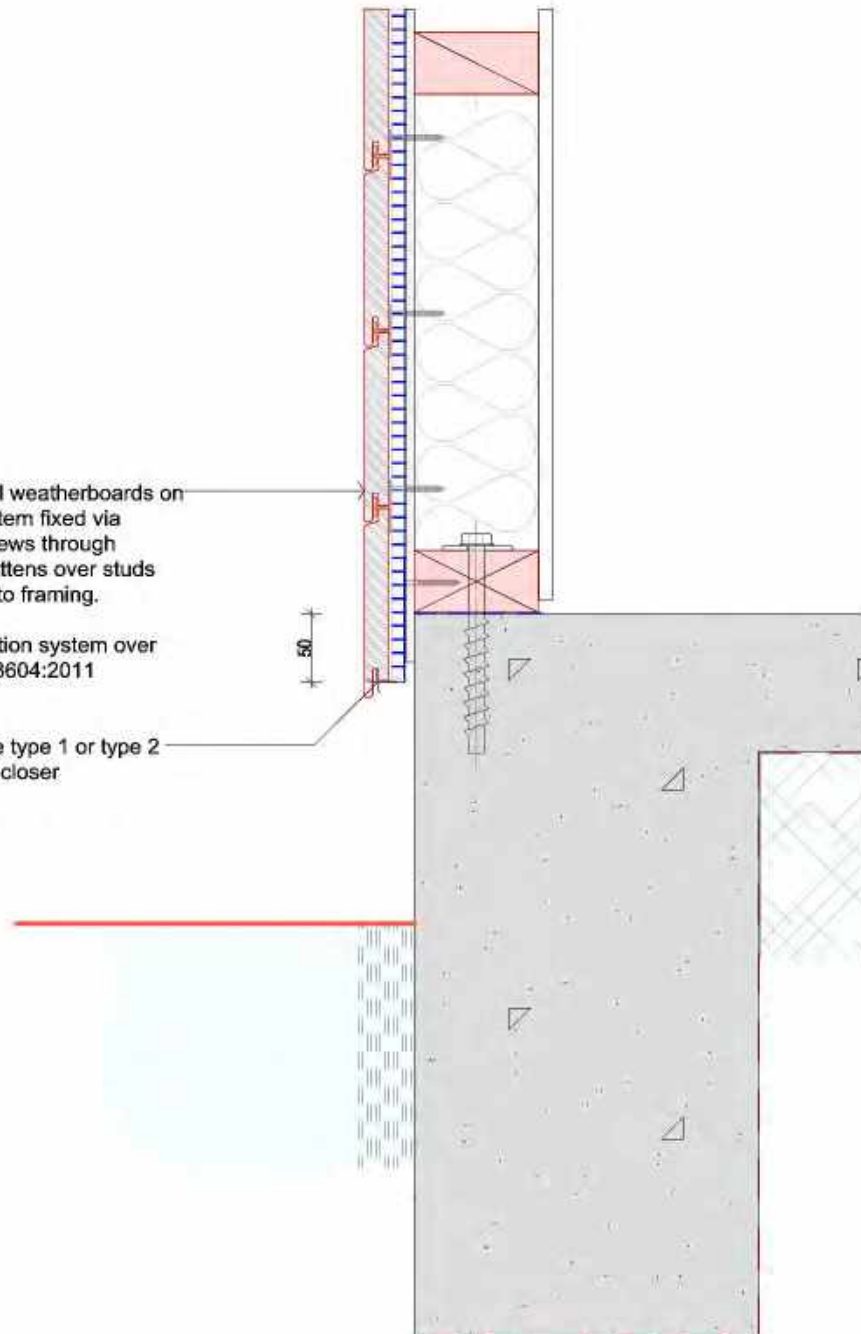 weatherboards on
tem fixed via
ews through
ttens over studs
to framing.
tion system over
3604:2011
50
e type 1 or type 2
closer